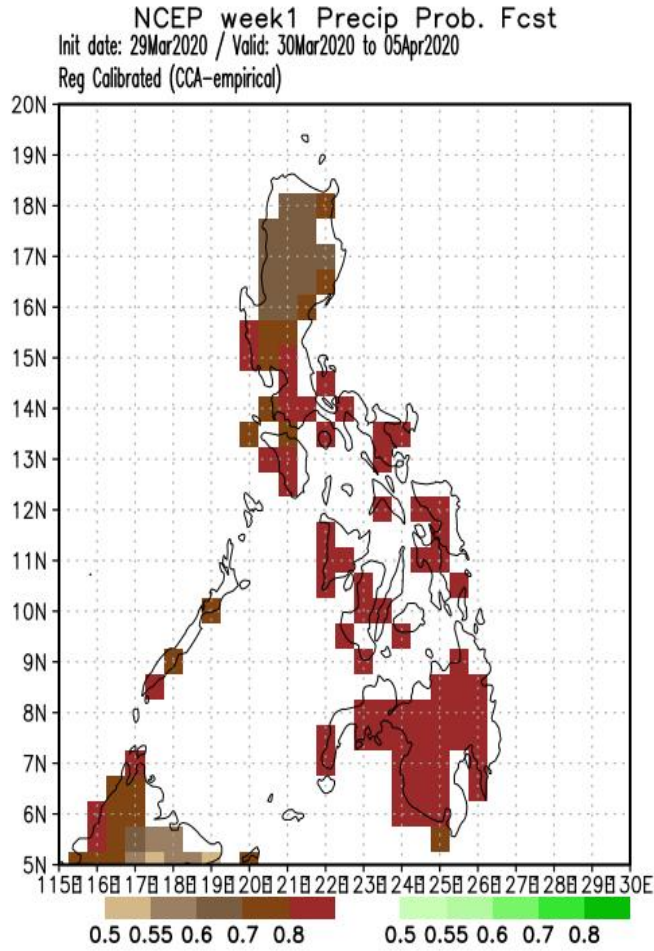 NCEP week1 Precip Prob. Fcst
Init date: 29Mar2020 / Valid: 30Mar2020 to 05Apr2020
Reg Calibrated (CCA-empirical)
20N
19N
18N
17N
16N
15N
14N
13N
12N
11N
10N
9N
8N
7N
6N
5N
115E 116E 117E 118E 119E 120E 121E 122E 123E 124E 125E 126E 127E 128E 129E 130E
0.5 0.55 0.6 0.7 0.8 0.5 0.55 0.6 0.7 0.8